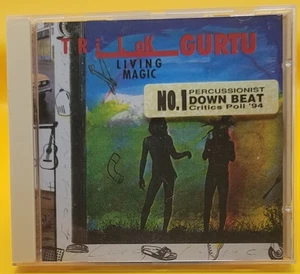 TRiLoK GURTU
LIVING
MAGIC
NO.1 PERCUSSIONIST
DOWN BEAT
Critics Poll '94